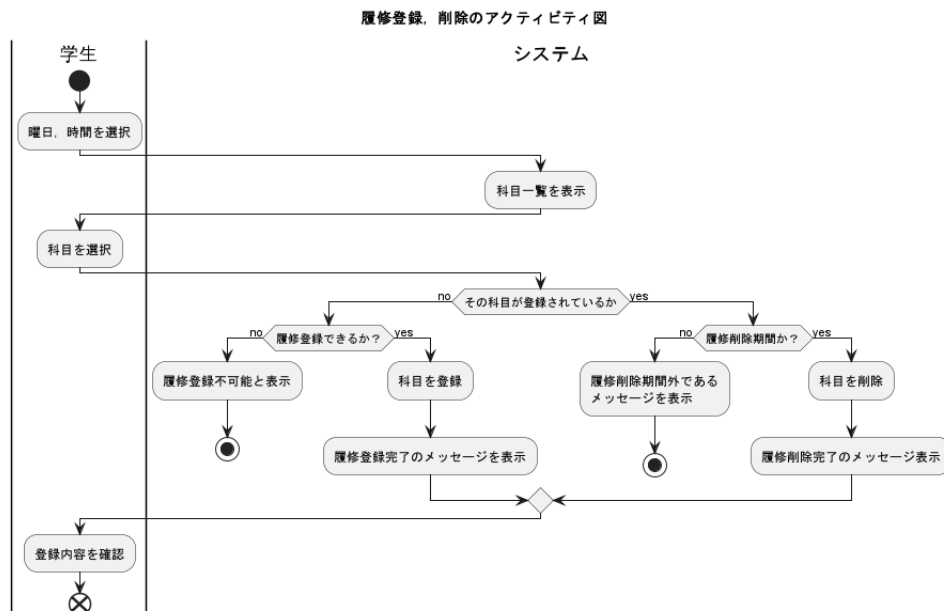 履修登録，削除のアクティビティ図
学生
システム
曜日，時間を選択
科目一覧を表示
科目を選択
その科目が登録されているか
no
yes
履修登録できるか？
no
yes
履修削除期間か？
no
yes
履修登録不可能と表示
科目を登録
履修削除期間外である
メッセージを表示
科目を削除
履修登録完了のメッセージを表示
履修削除完了のメッセージ表示
登録内容を確認